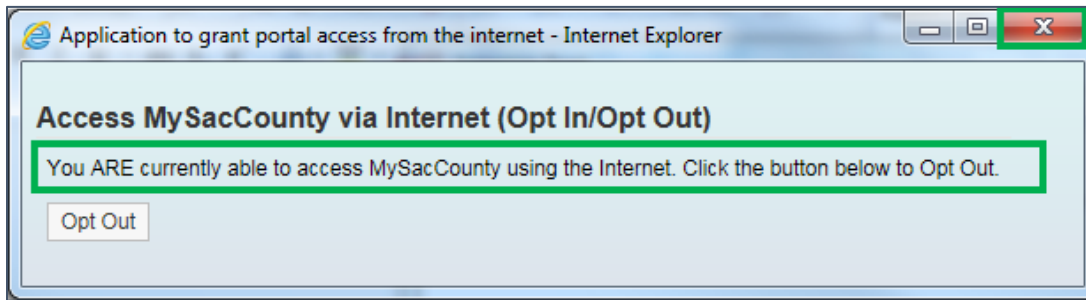 Application to grant portal access from the internet - Internet Explorer
Access MySacCounty via Internet (Opt In/Opt Out)
You ARE currently able to access MySacCounty using the Internet. Click the button below to Opt Out.
Opt Out